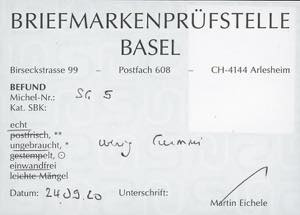 BRIEFMARKENPRÜFSTELLE
BASEL
Birseckstrasse 99 – Postfach 608 – CH-4144 Arlesheim
BEFUND
Michel-Nr.: SG 5
Kat. SBK:
echt
postfrisch, **
ungebraucht, *
gestempelt, ⊙
einwandfrei
leichte Mängel
wenig Gummi
Datum: 24.09.20 Unterschrift:
Martin Eichele